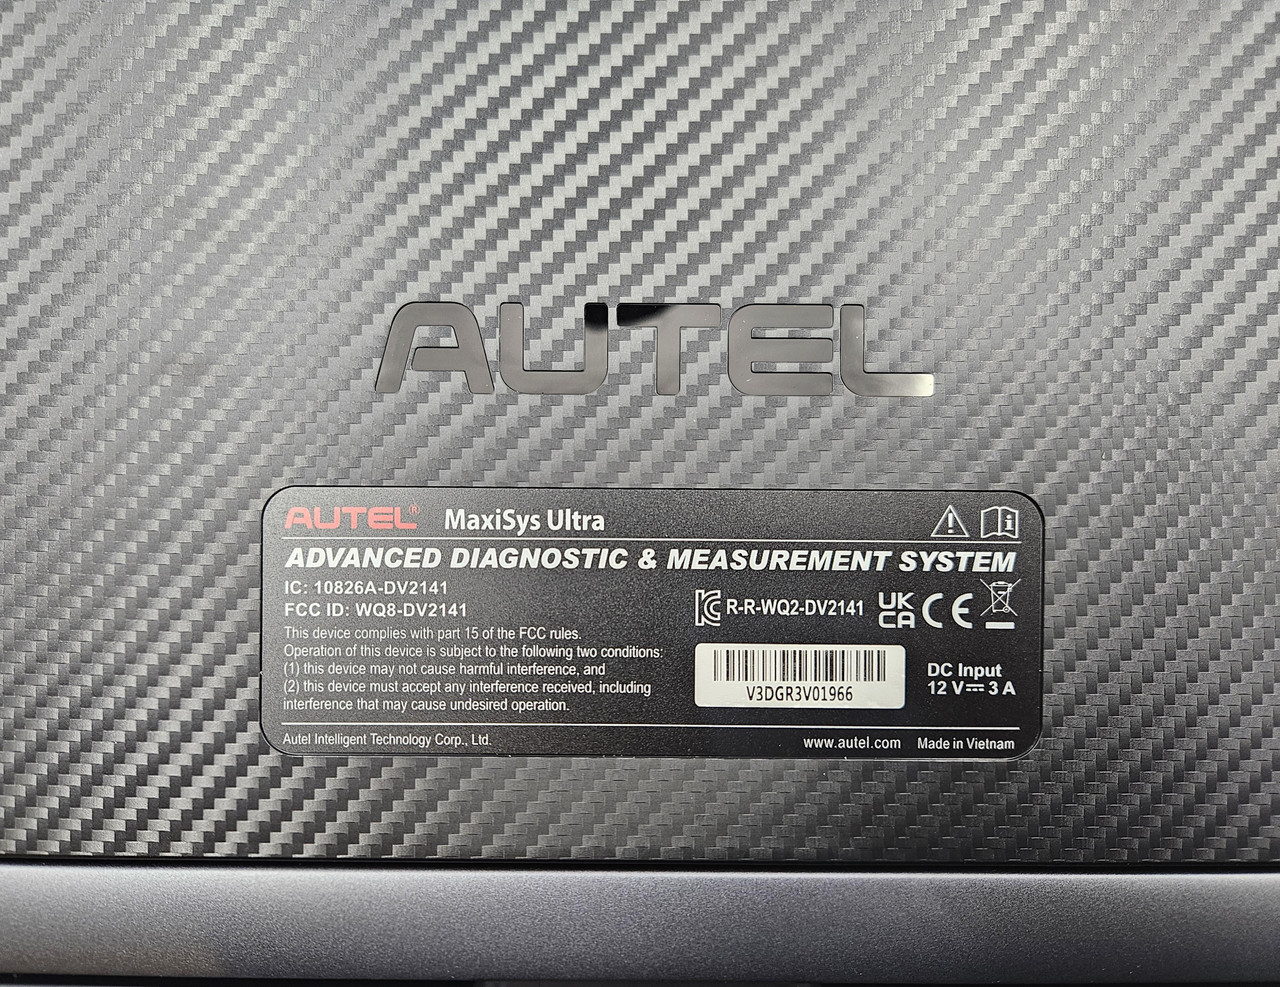 AUTEL
AUTEL® MaxiSys Ultra
ADVANCED DIAGNOSTIC & MEASUREMENT SYSTEM
IC: 10826A-DV2141
FCC ID: WQ8-DV2141
R-R-WQ2-DV2141 UK CA CE
This device complies with part 15 of the FCC rules.
Operation of this device is subject to the following two conditions:
(1) this device may not cause harmful interference, and
(2) this device must accept any interference received, including
interference that may cause undesired operation.
V3DGR3V01966
DC Input
12 V⎓3 A
Autel Intelligent Technology Corp., Ltd.
www.autel.com Made in Vietnam